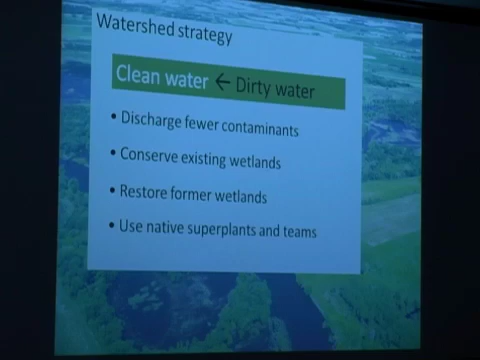 Watershed strategy
Clean water ← Dirty water
• Discharge fewer contaminants
• Conserve existing wetlands
• Restore former wetlands
• Use native superplants and teams